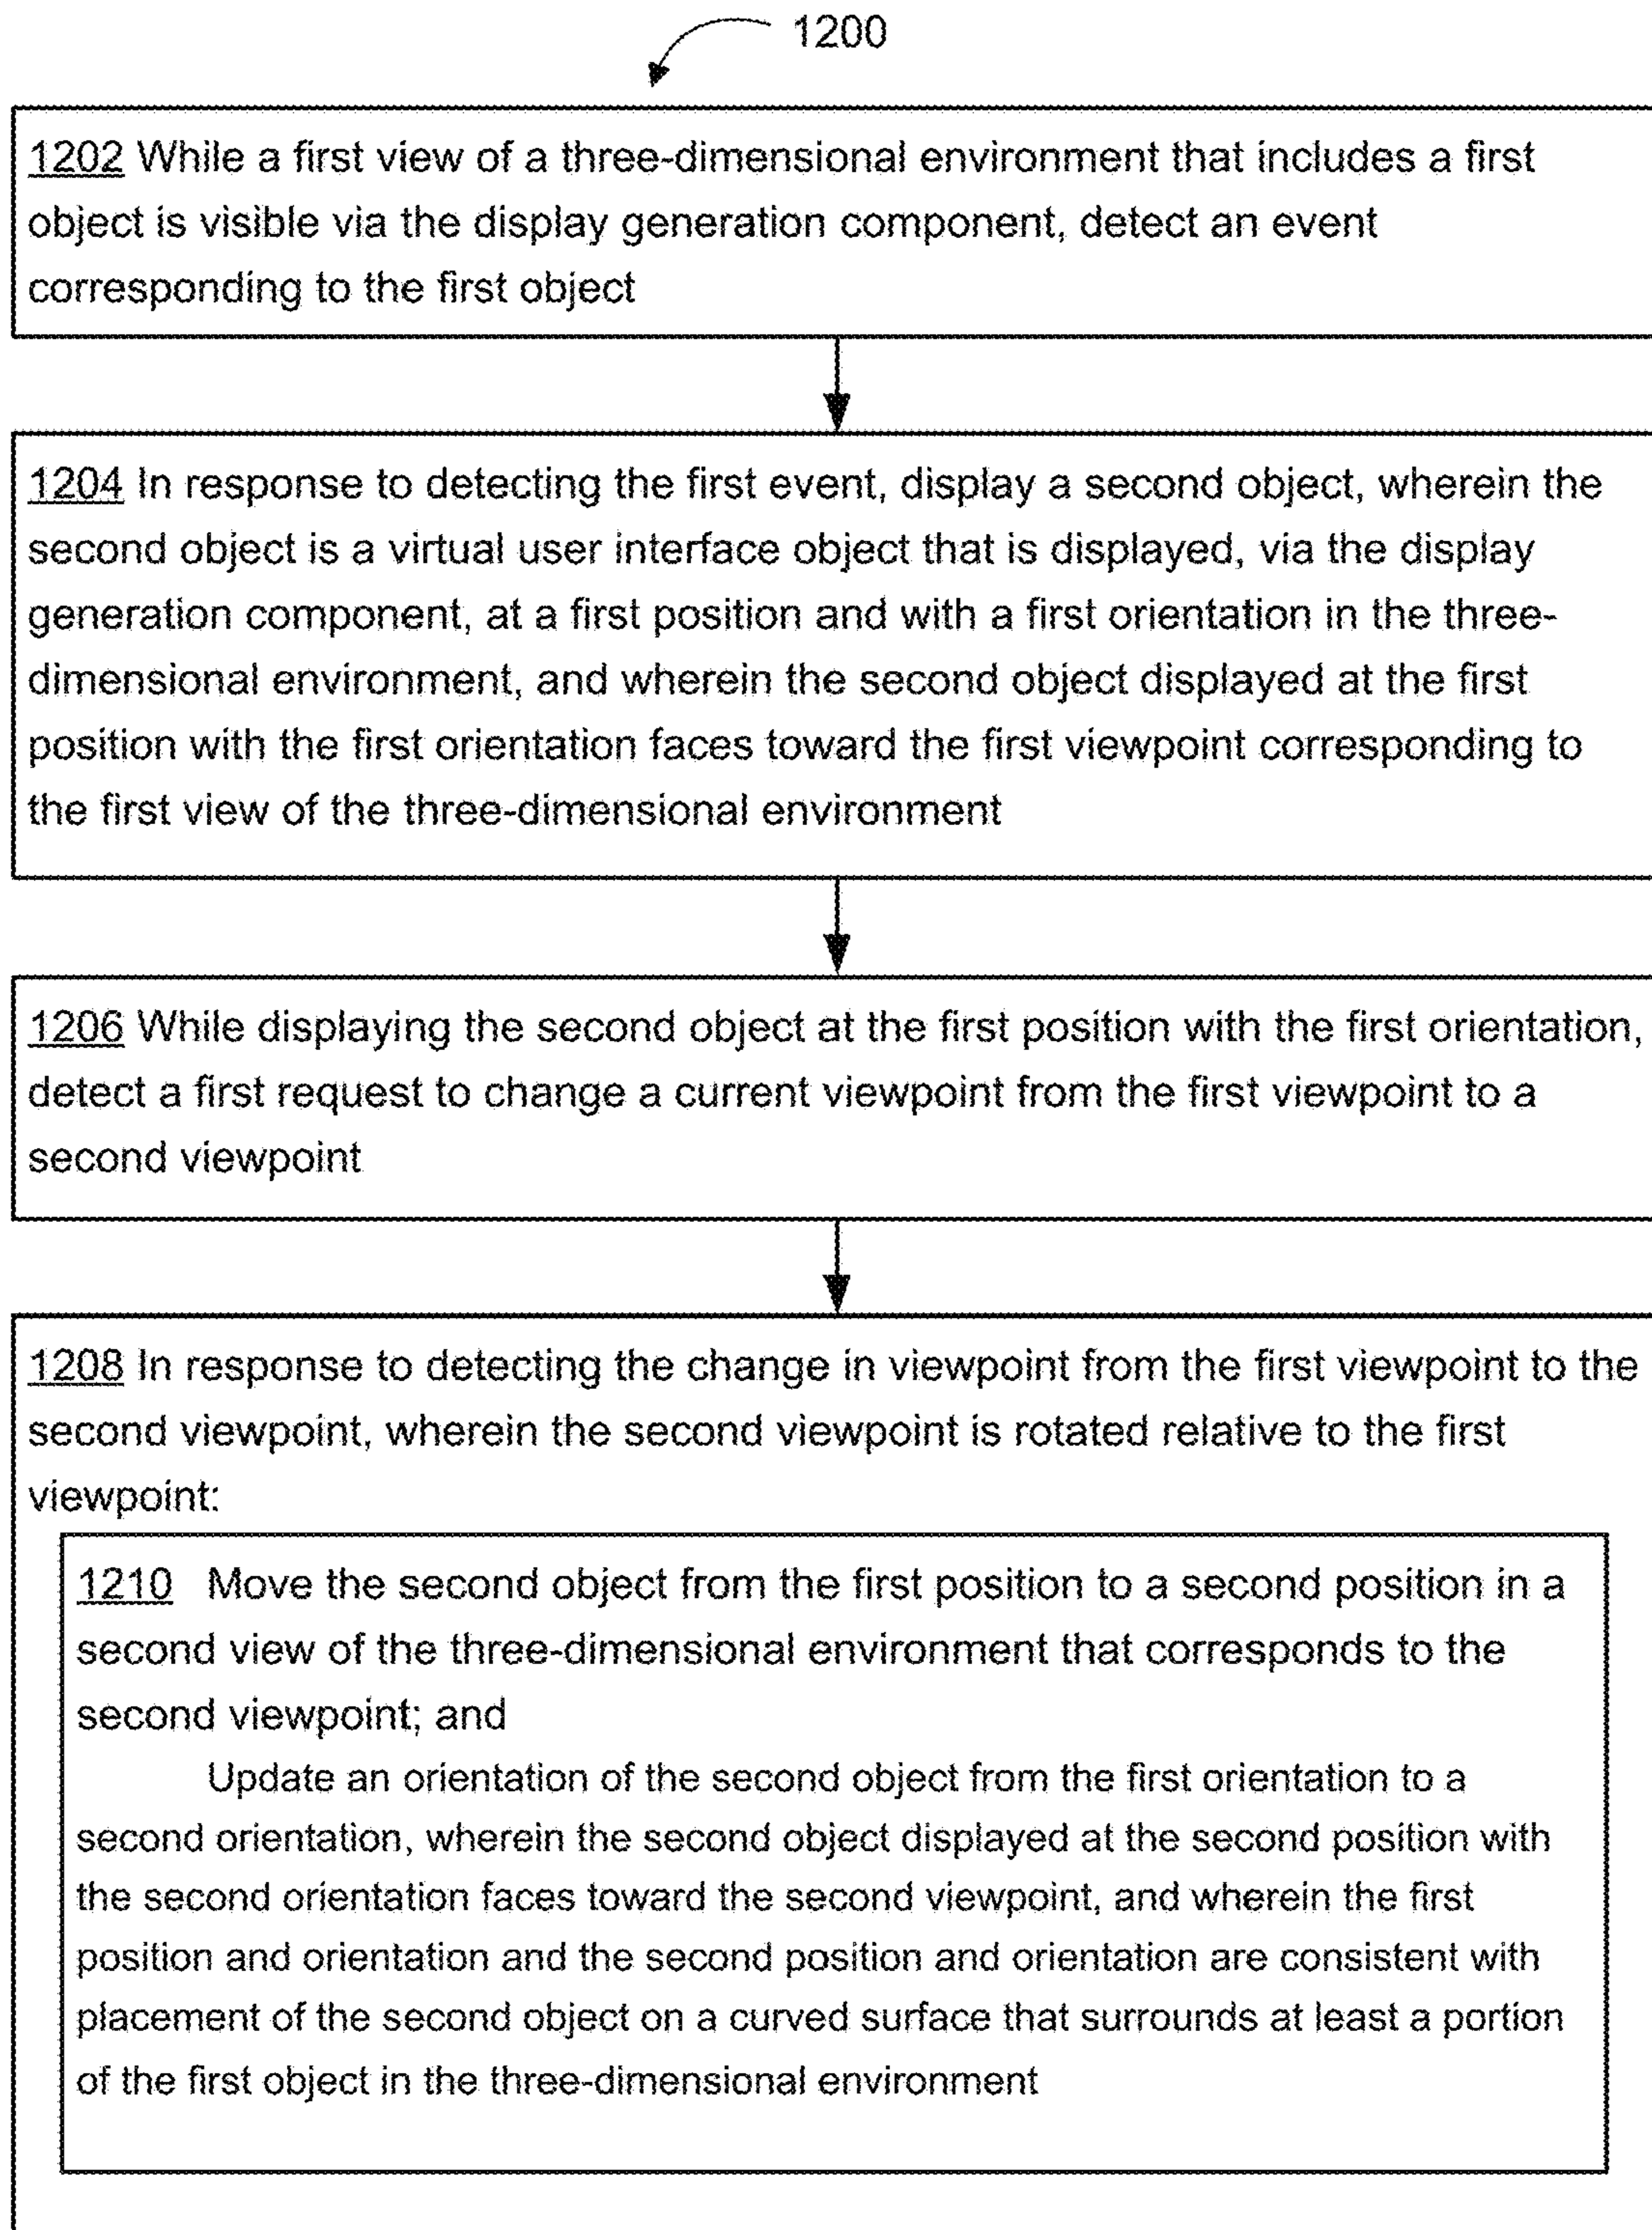 1200
1202 While a first view of a three-dimensional environment that includes a first
object is visible via the display generation component, detect an event
corresponding to the first object
1204 In response to detecting the first event, display a second object, wherein the
second object is a virtual user interface object that is displayed, via the display
generation component, at a first position and with a first orientation in the three-
dimensional environment, and wherein the second object displayed at the first
position with the first orientation faces toward the first viewpoint corresponding to
the first view of the three-dimensional environment
1206 While displaying the second object at the first position with the first orientation,
detect a first request to change a current viewpoint from the first viewpoint to a
second viewpoint
1208 In response to detecting the change in viewpoint from the first viewpoint to the
second viewpoint, wherein the second viewpoint is rotated relative to the first
viewpoint:
1210 Move the second object from the first position to a second position in a
second view of the three-dimensional environment that corresponds to the
second viewpoint; and
Update an orientation of the second object from the first orientation to a
second orientation, wherein the second object displayed at the second position with
the second orientation faces toward the second viewpoint, and wherein the first
position and orientation and the second position and orientation are consistent with
placement of the second object on a curved surface that surrounds at least a portion
of the first object in the three-dimensional environment